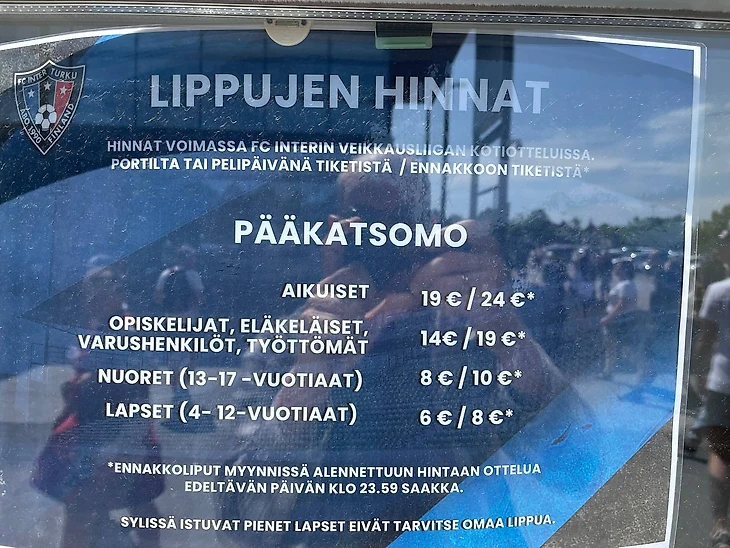 FC INTER TURKU
ÅBO 1990 FINLAND
LIPPUJEN HINNAT
HINNAT VOIMASSA FC INTERIN VEIKKAUSLIIGAN KOTIOTTELUISSA.
PORTILTA TAI PELIPÄIVÄNÄ TIKETISTÄ / ENNAKKOON TIKETISTÄ*
PÄÄKATSOMO
AIKUISET 19 € / 24 €*
OPISKELIJAT, ELÄKELÄISET,
VARUSHENKILÖT, TYÖTTÖMÄT 14€ / 19 €*
NUORET (13-17 -VUOTIAAT) 8 € / 10 €*
LAPSET (4- 12-VUOTIAAT) 6 € / 8 €*
*ENNAKKOLIPUT MYYNNISSÄ ALENNETTUUN HINTAAN OTTELUA
EDELTÄVÄN PÄIVÄN KLO 23.59 SAAKKA.
SYLISSÄ ISTUVAT PIENET LAPSET EIVÄT TARVITSE OMAA LIPPUA.